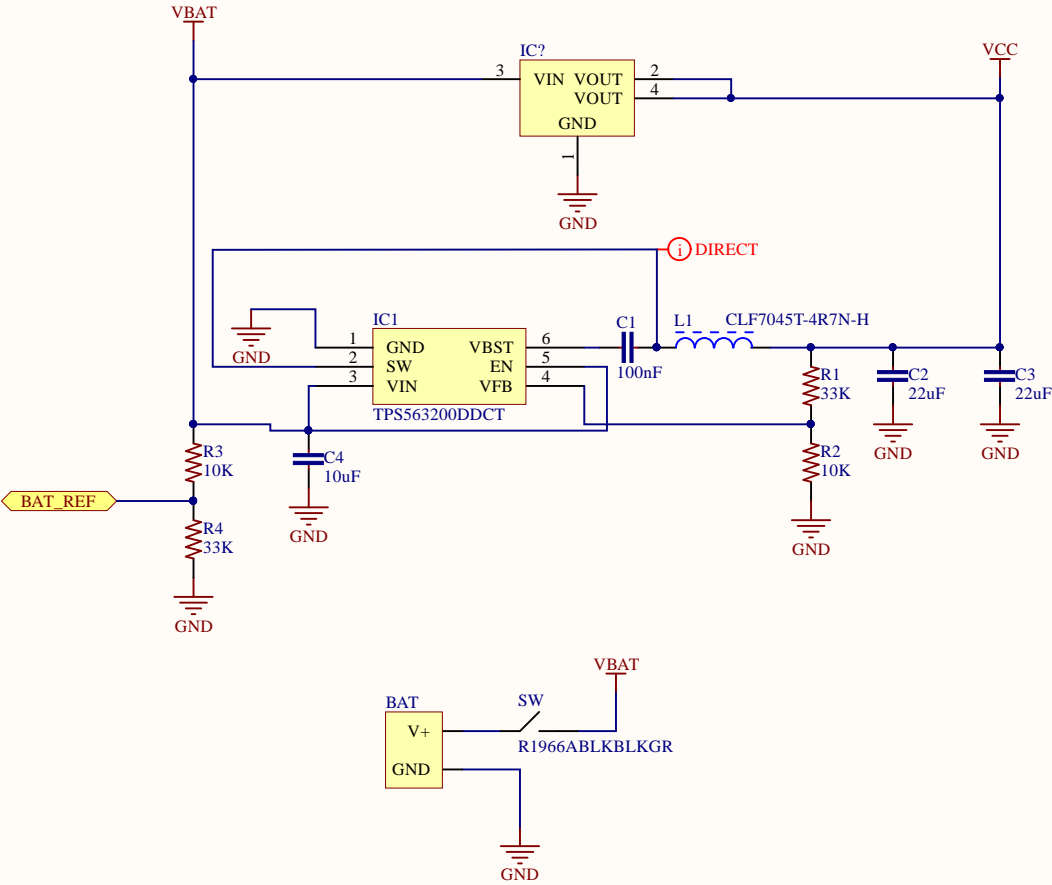 VBAT
IC?
VCC
3
VIN
VOUT
2
VOUT
4
GND
1
GND
i
DIRECT
IC1
C1
L1
CLF7045T-4R7N-H
GND
1
GND
VBST
6
2
SW
EN
5
3
VIN
VFB
4
100nF
TPS563200DDCT
R1
33K
C2
22uF
C3
22uF
GND
GND
R3
10K
C4
10uF
R2
10K
BAT_REF
GND
R4
33K
GND
GND
VBAT
BAT
SW
V+
R1966ABLKBLKGR
GND
GND